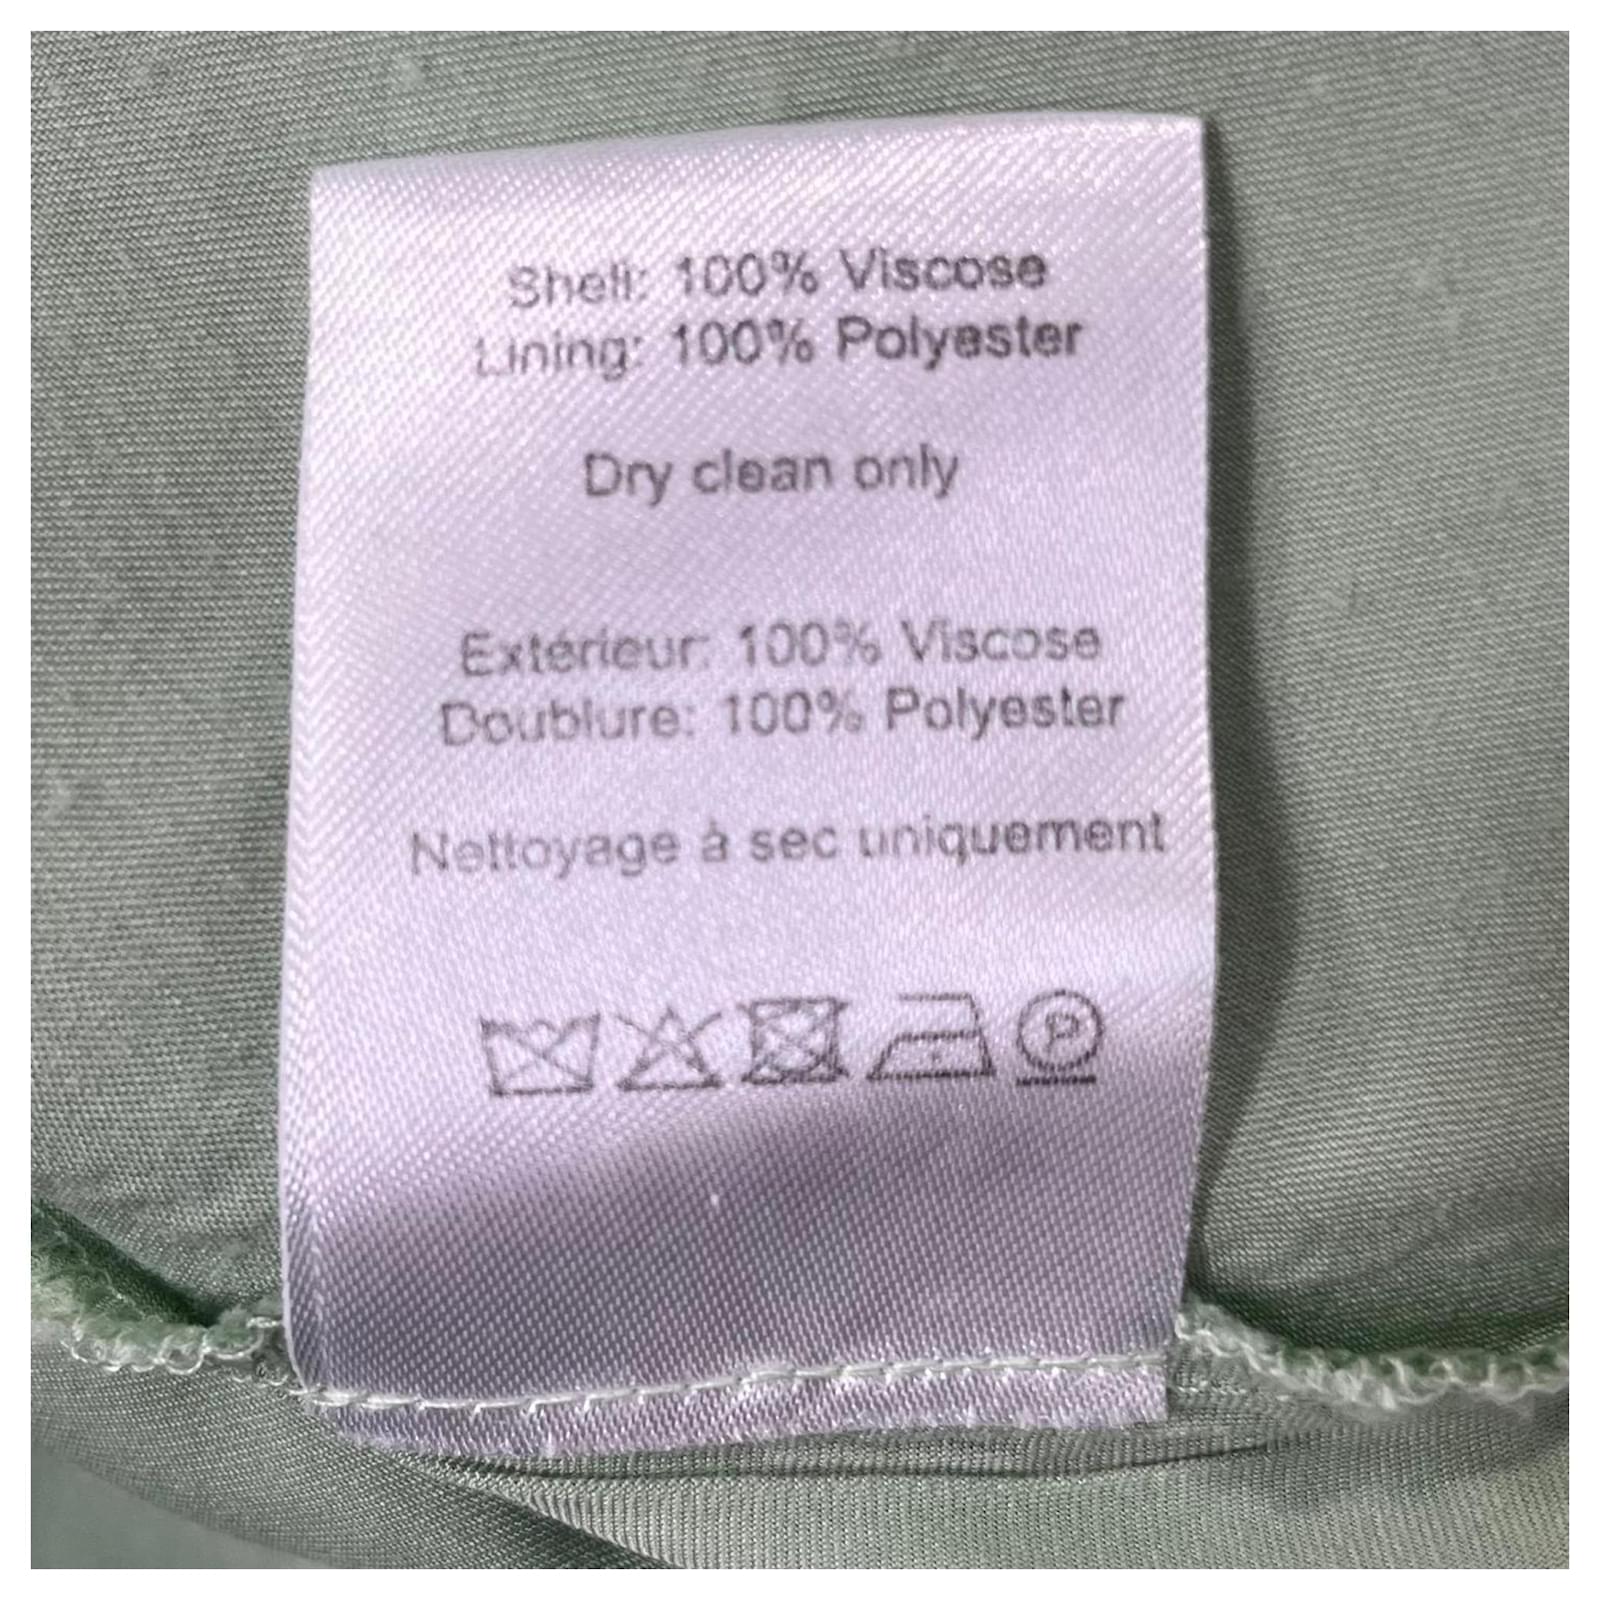 Shell: 100% Viscose
Lining: 100% Polyester
Dry clean only
Extérieur: 100% Viscose
Doublure: 100% Polyester
Nettoyage à sec uniquement
P